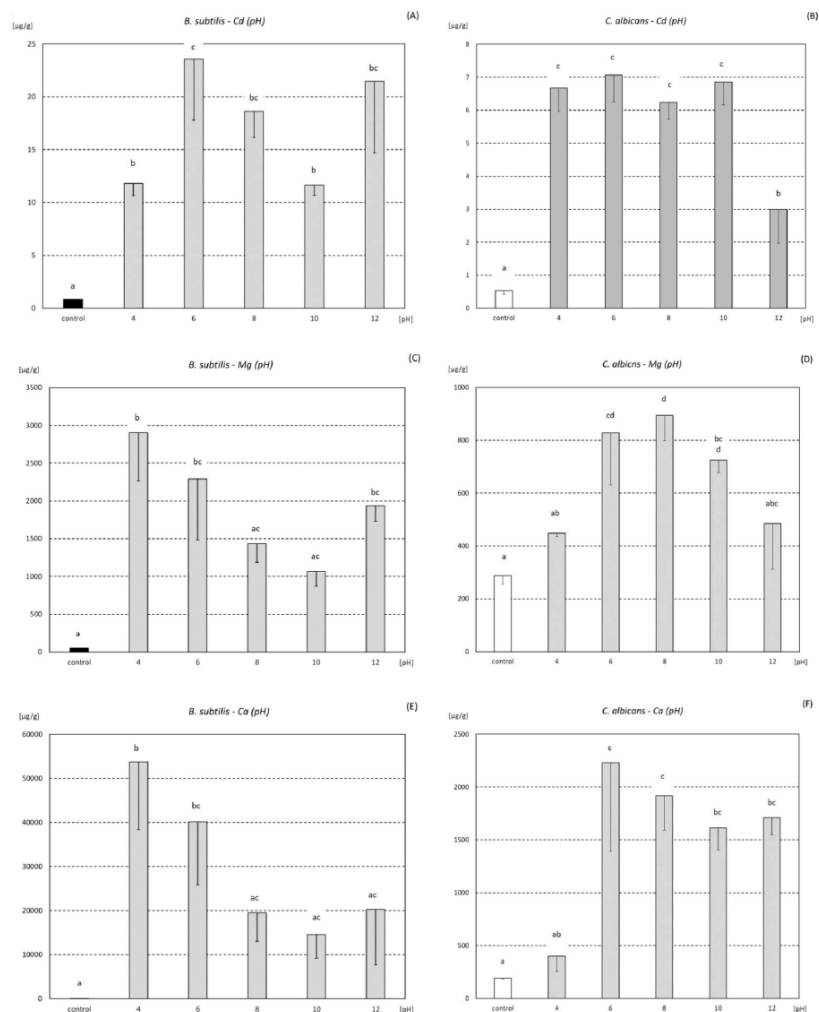 B. subtilis - Cd (pH)
(A)
[µg/g]
25
20
15
10
5
0
a
b
c
bc
b
bc
control
4
6
8
10
12
[pH]
C. albicans - Cd (pH)
(B)
[µg/g]
8
7
6
5
4
3
2
1
0
a
c
c
c
c
b
control
4
6
8
10
12
[pH]
B. subtilis - Mg (pH)
(C)
[µg/g]
3500
3000
2500
2000
1500
1000
500
0
a
b
bc
ac
ac
bc
control
4
6
8
10
12
[pH]
C. albicns - Mg (pH)
(D)
[µg/g]
1000
800
600
400
200
0
a
ab
cd
d
bc
d
abc
control
4
6
8
10
12
[pH]
B. subtilis - Ca (pH)
(E)
[µg/g]
60000
50000
40000
30000
20000
10000
0
a
b
bc
ac
ac
ac
control
4
6
8
10
12
[pH]
C. albicans - Ca (pH)
(F)
[µg/g]
2500
2000
1500
1000
500
0
a
ab
c
c
bc
bc
control
4
6
8
10
12
[pH]